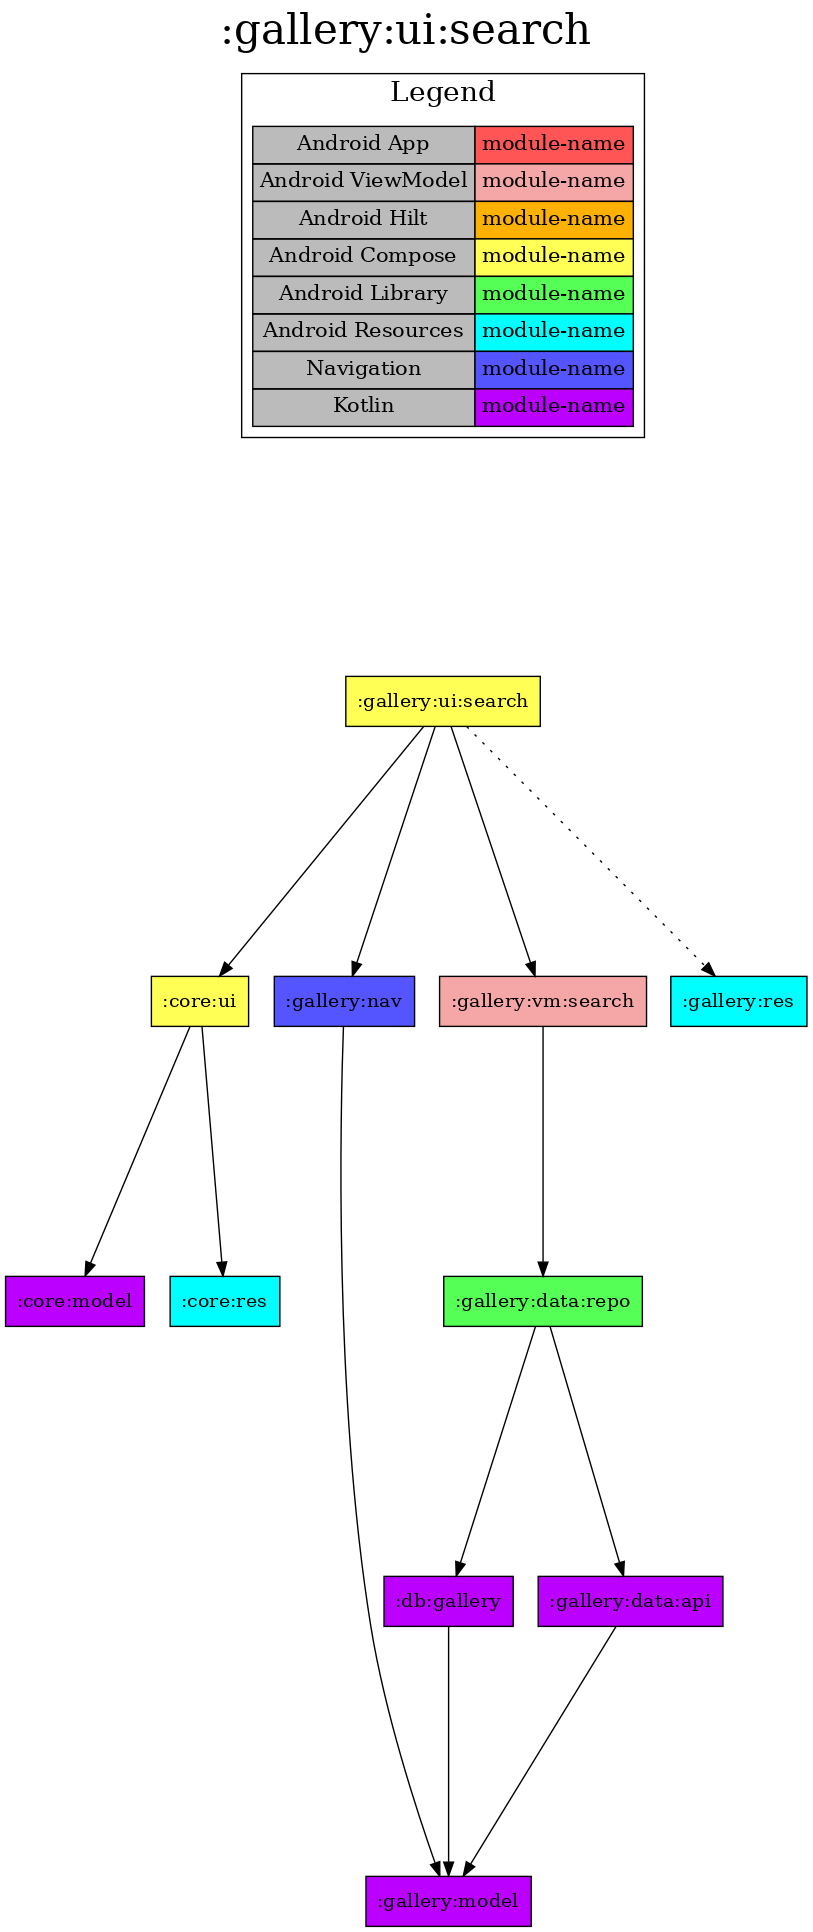 :gallery:ui:search
Legend
Android App module-name
Android ViewModel module-name
Android Hilt module-name
Android Compose module-name
Android Library module-name
Android Resources module-name
Navigation module-name
Kotlin module-name
:gallery:ui:search
:core:ui :gallery:nav :gallery:vm:search :gallery:res
:core:model :core:res :gallery:data:repo
:db:gallery :gallery:data:api
:gallery:model